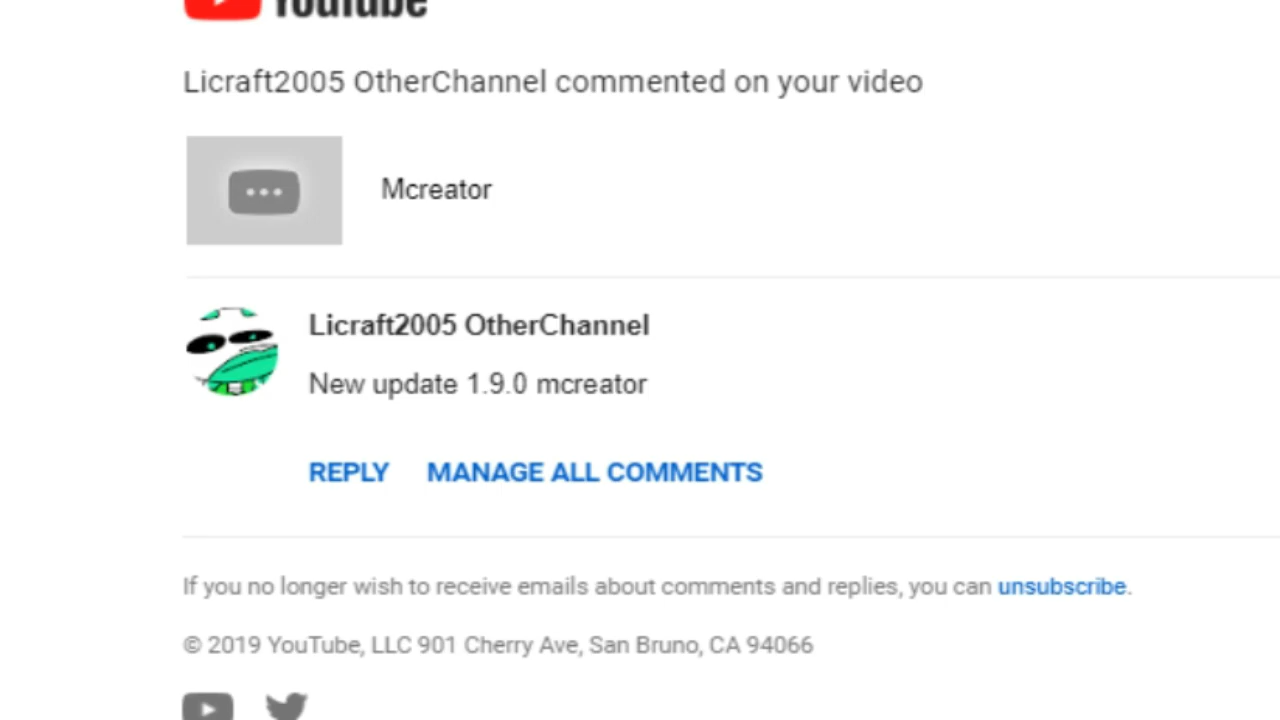 YouTube
Licraft2005 OtherChannel commented on your video
Mcreator
Licraft2005 OtherChannel
New update 1.9.0 mcreator
REPLY MANAGE ALL COMMENTS
If you no longer wish to receive emails about comments and replies, you can unsubscribe.
© 2019 YouTube, LLC 901 Cherry Ave, San Bruno, CA 94066